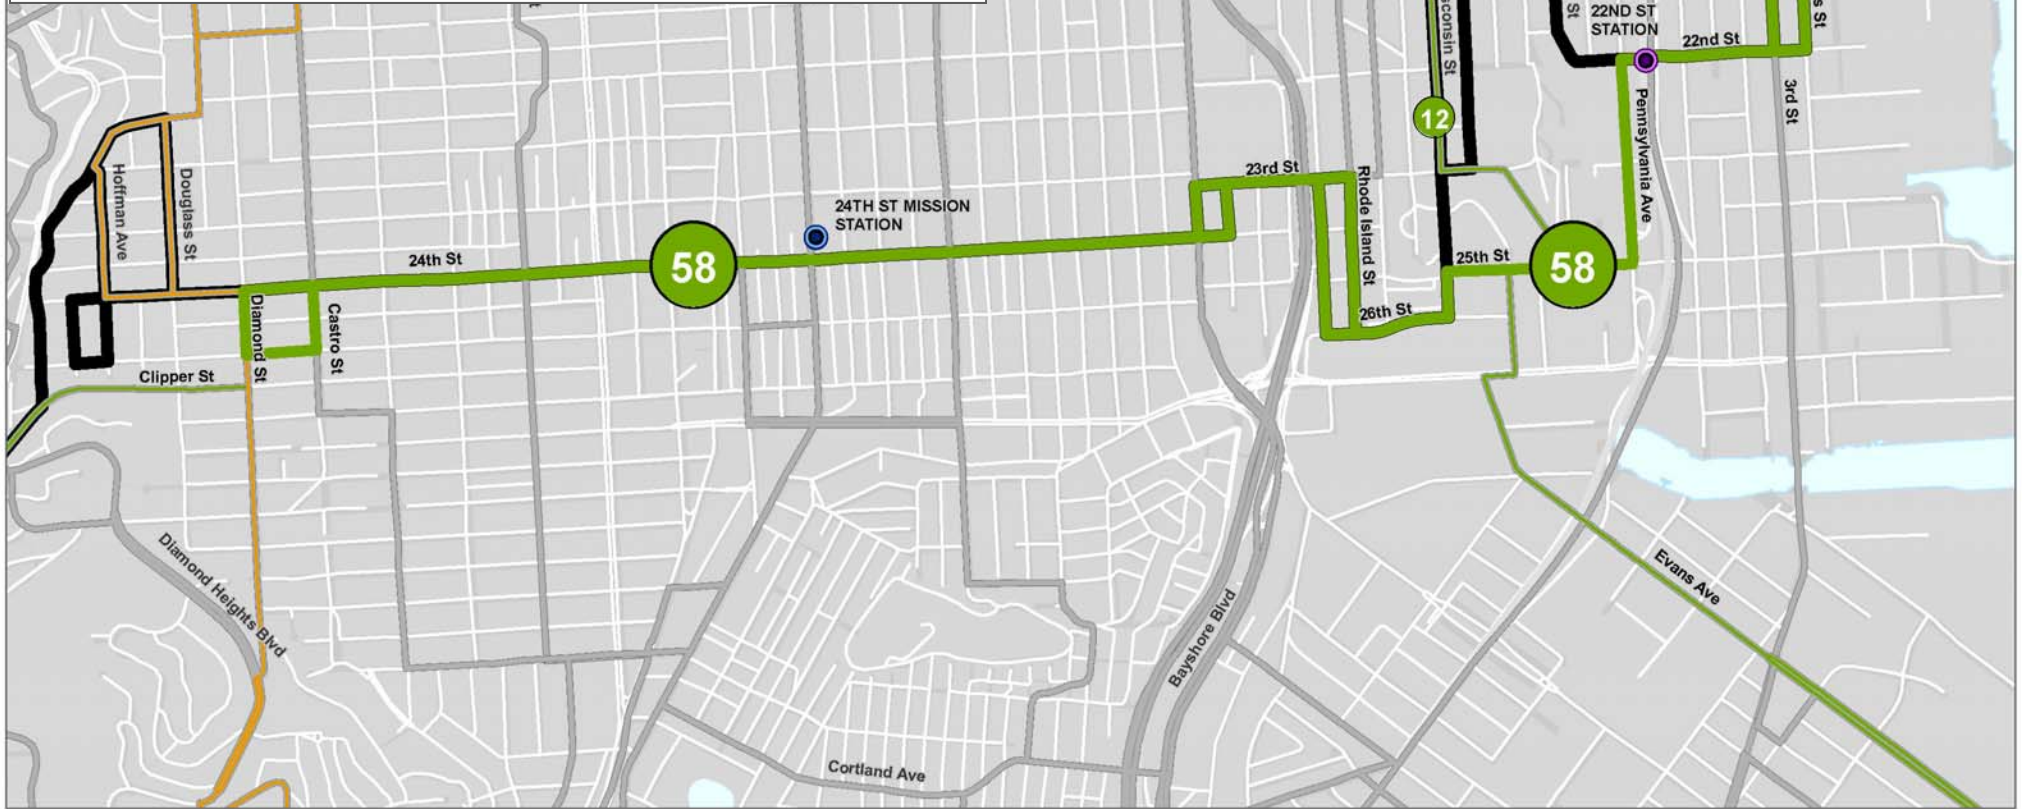 22ND ST
STATION
22nd St
3rd St
Pennsylvania Ave
12
23rd St
Rhode Island St
Hoffman Ave
Douglass St
24TH ST MISSION
STATION
24th St
58
25th St
58
26th St
Diamond St
Castro St
Clipper St
Diamond Heights Blvd
Evans Ave
Bayshore Blvd
Cortland Ave
St